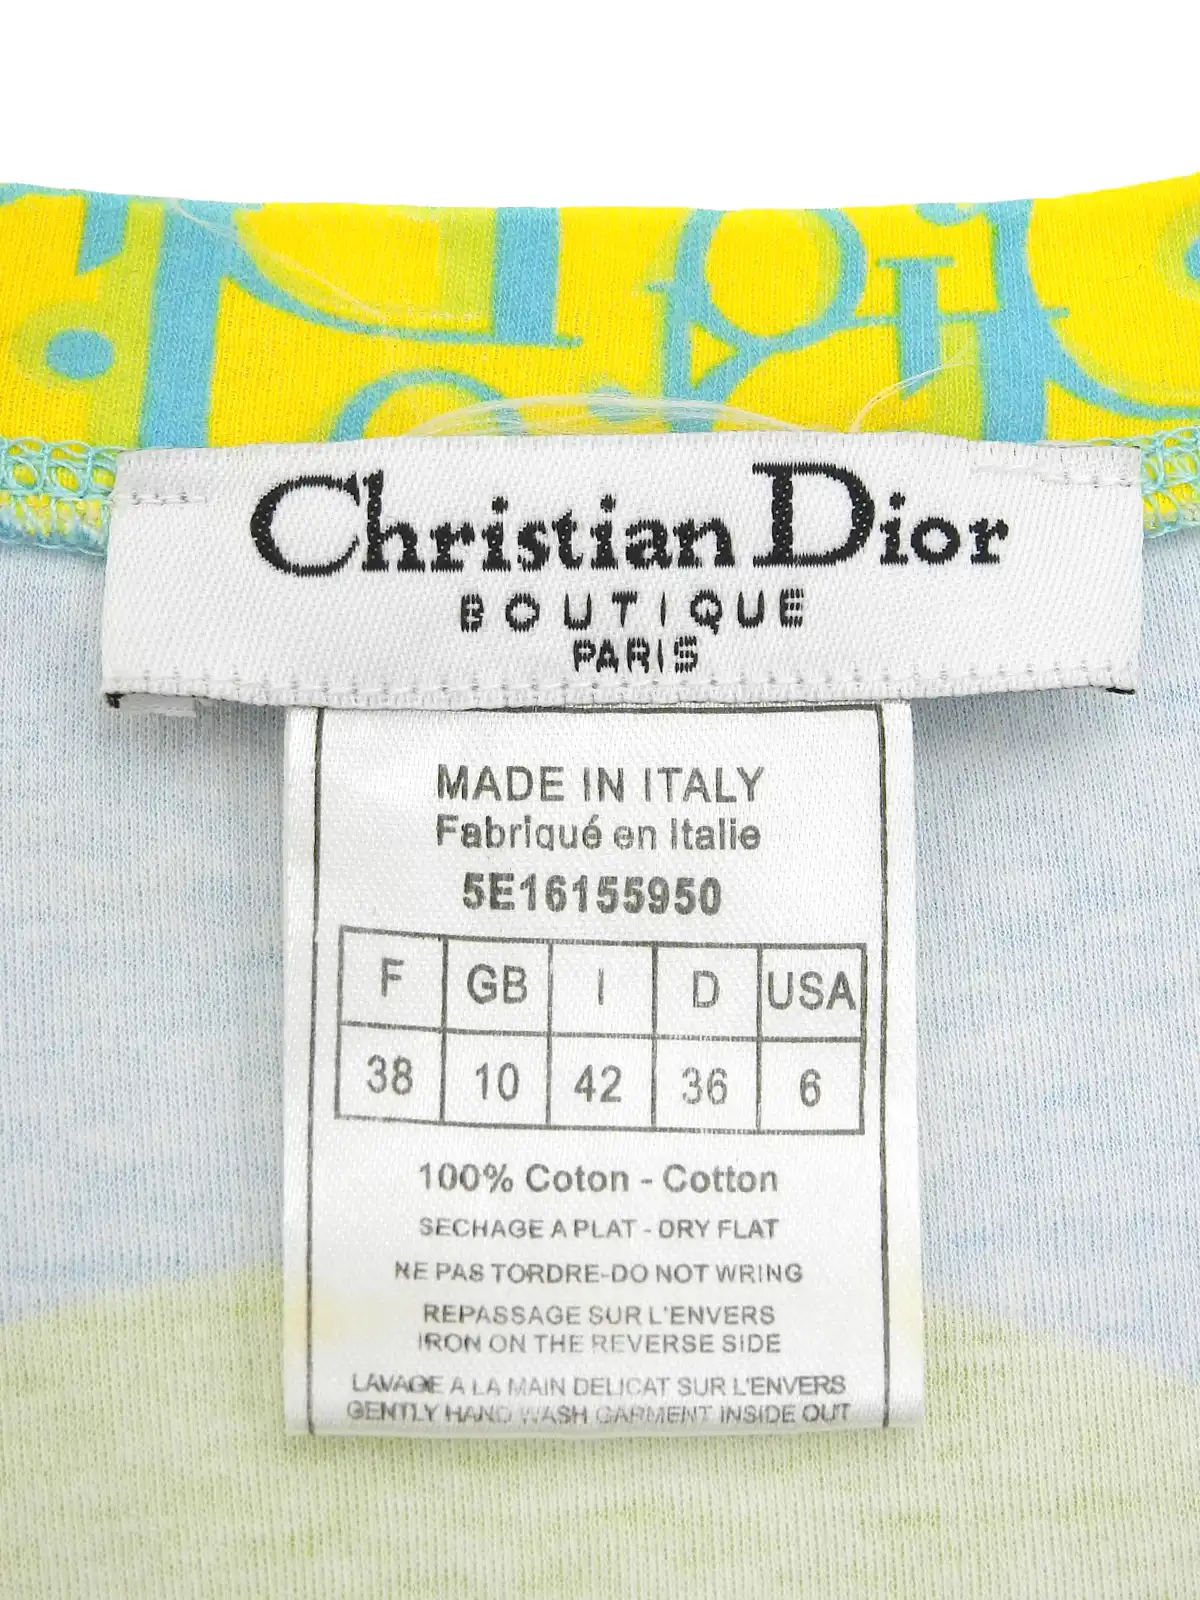 Christian Dior
BOUTIQUE
PARIS
MADE IN ITALY
Fabriqué en Italie
5E16155950
F GB I D USA
38 10 42 36 6
100% Coton - Cotton
SECHAGE A PLAT - DRY FLAT
NE PAS TORDRE-DO NOT WRING
REPASSAGE SUR L'ENVERS
IRON ON THE REVERSE SIDE
LAVAGE A LA MAIN DELICAT SUR L'ENVERS
GENTLY HAND WASH GARMENT INSIDE OUT